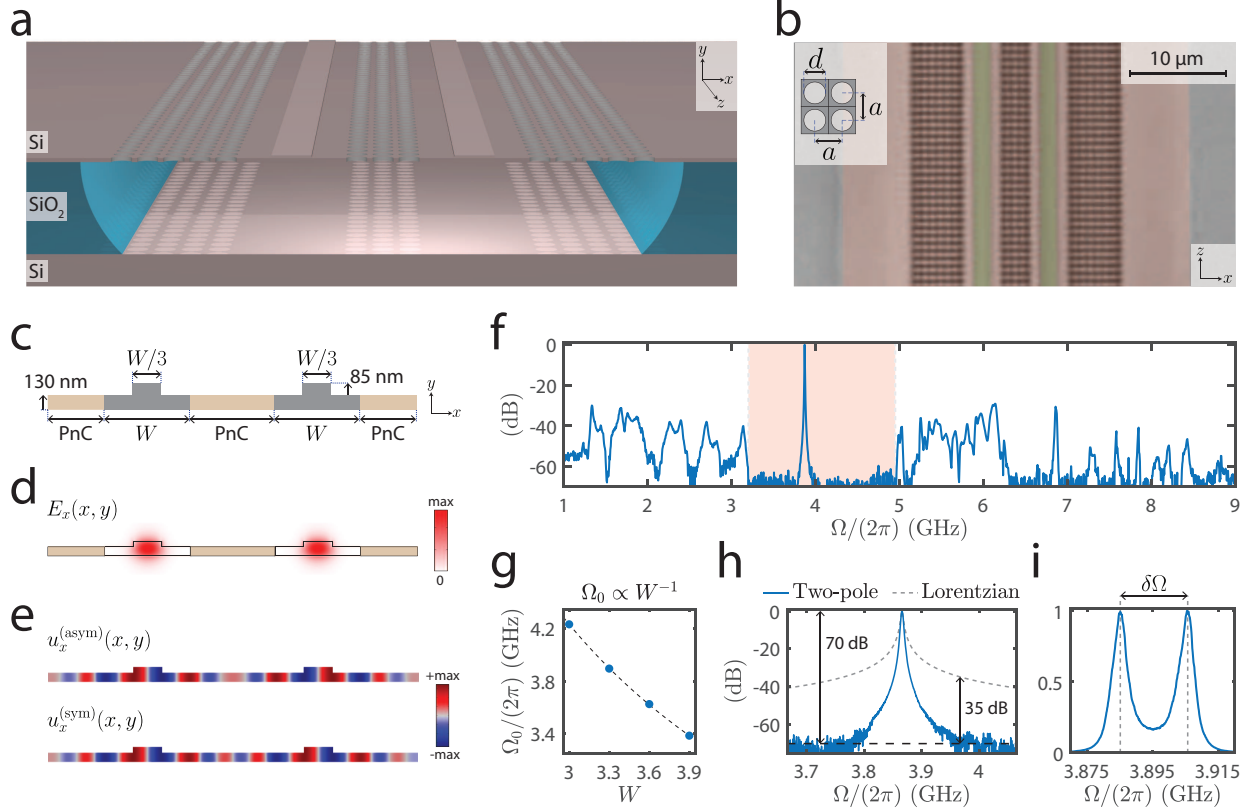 a
y
x
z
Si
SiO2
Si
b
d
a
a
10 µm
z
x
c
W/3
W/3
130 nm
85 nm
y
x
PnC
W
PnC
W
PnC
d
Ex(x, y)
max
0
e
ux(asym)(x, y)
+max
-max
ux(sym)(x, y)
f
0
-20
-40
-60
(dB)
1 2 3 4 5 6 7 8 9
Ω/(2π) (GHz)
g
Ω0 ∝ W−1
4.2
3.8
3.4
Ω0/(2π) (GHz)
3 3.3 3.6 3.9
W
h
Two-pole
Lorentzian
0
-20
-40
-60
(dB)
70 dB
35 dB
3.7 3.8 3.9 4
Ω/(2π) (GHz)
i
δΩ
1
0.5
0
3.875 3.895 3.915
Ω/(2π) (GHz)